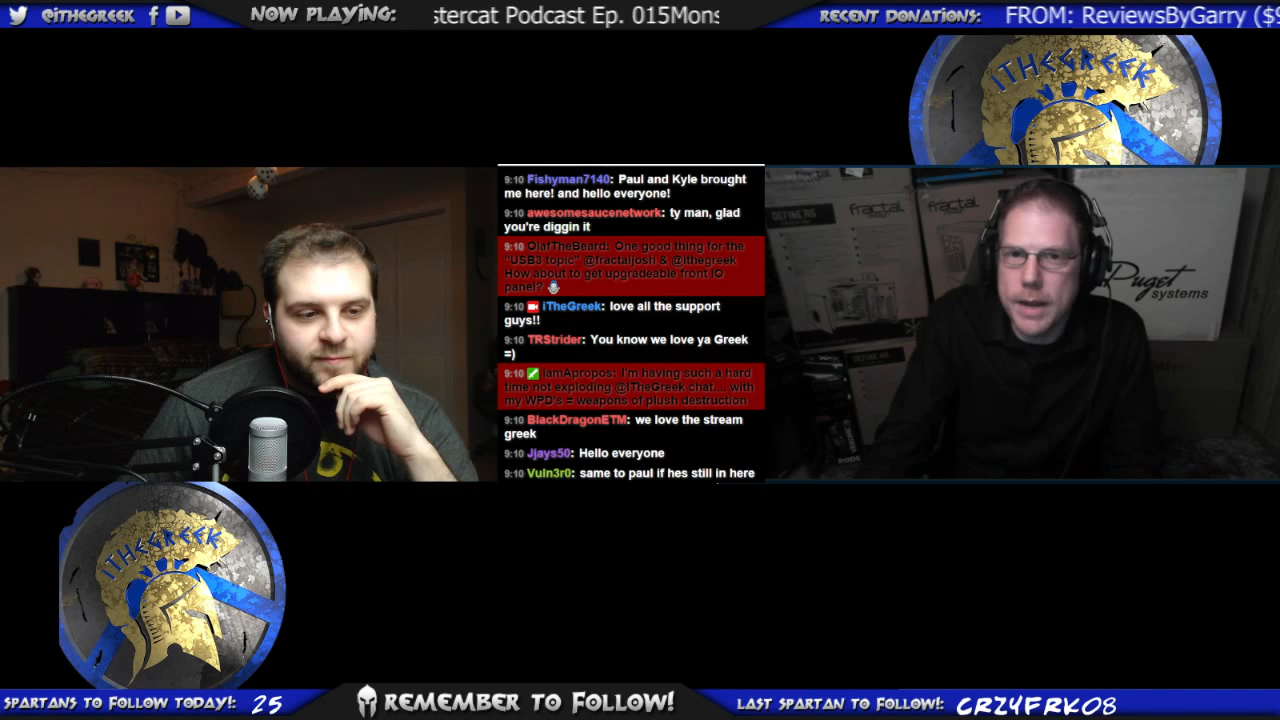 @iTHEGREEK
NOW PLAYING:
stercat Podcast Ep. 015Mons
RECENT DONATIONS:
FROM: ReviewsByGarry ($9
ITHEGREEK
9:10 Fishyman7140: Paul and Kyle brought
me here! and hello everyone!
9:10 awesomesaucenetwork: ty man, glad
you're diggin it
9:10 OlafTheBeard: One good thing for the
"USB3 topic" @fractaljosh & @ithegreek
How about to get upgradeable front IO
panel?
9:10 iTheGreek: love all the support
guys!!
9:10 TRStrider: You know we love ya Greek
=)
9:10 iamApropos: I'm having such a hard
time not exploding @ITheGreek chat.... with
my WPD's = weapons of plush destruction
9:10 BlackDragonETM: we love the stream
greek
9:10 Jjays50: Hello everyone
9:10 Vuln3r0: same to paul if hes still in here
DEFINE R5
fractal
fractal
Puget
systems
DEFINE R5
RODE
ITHEGREEK
SPARTANS TO FOLLOW TODAY!: 25
REMEMBER TO FOLLOW!
LAST SPARTAN TO FOLLOW!: CRZYFRK08